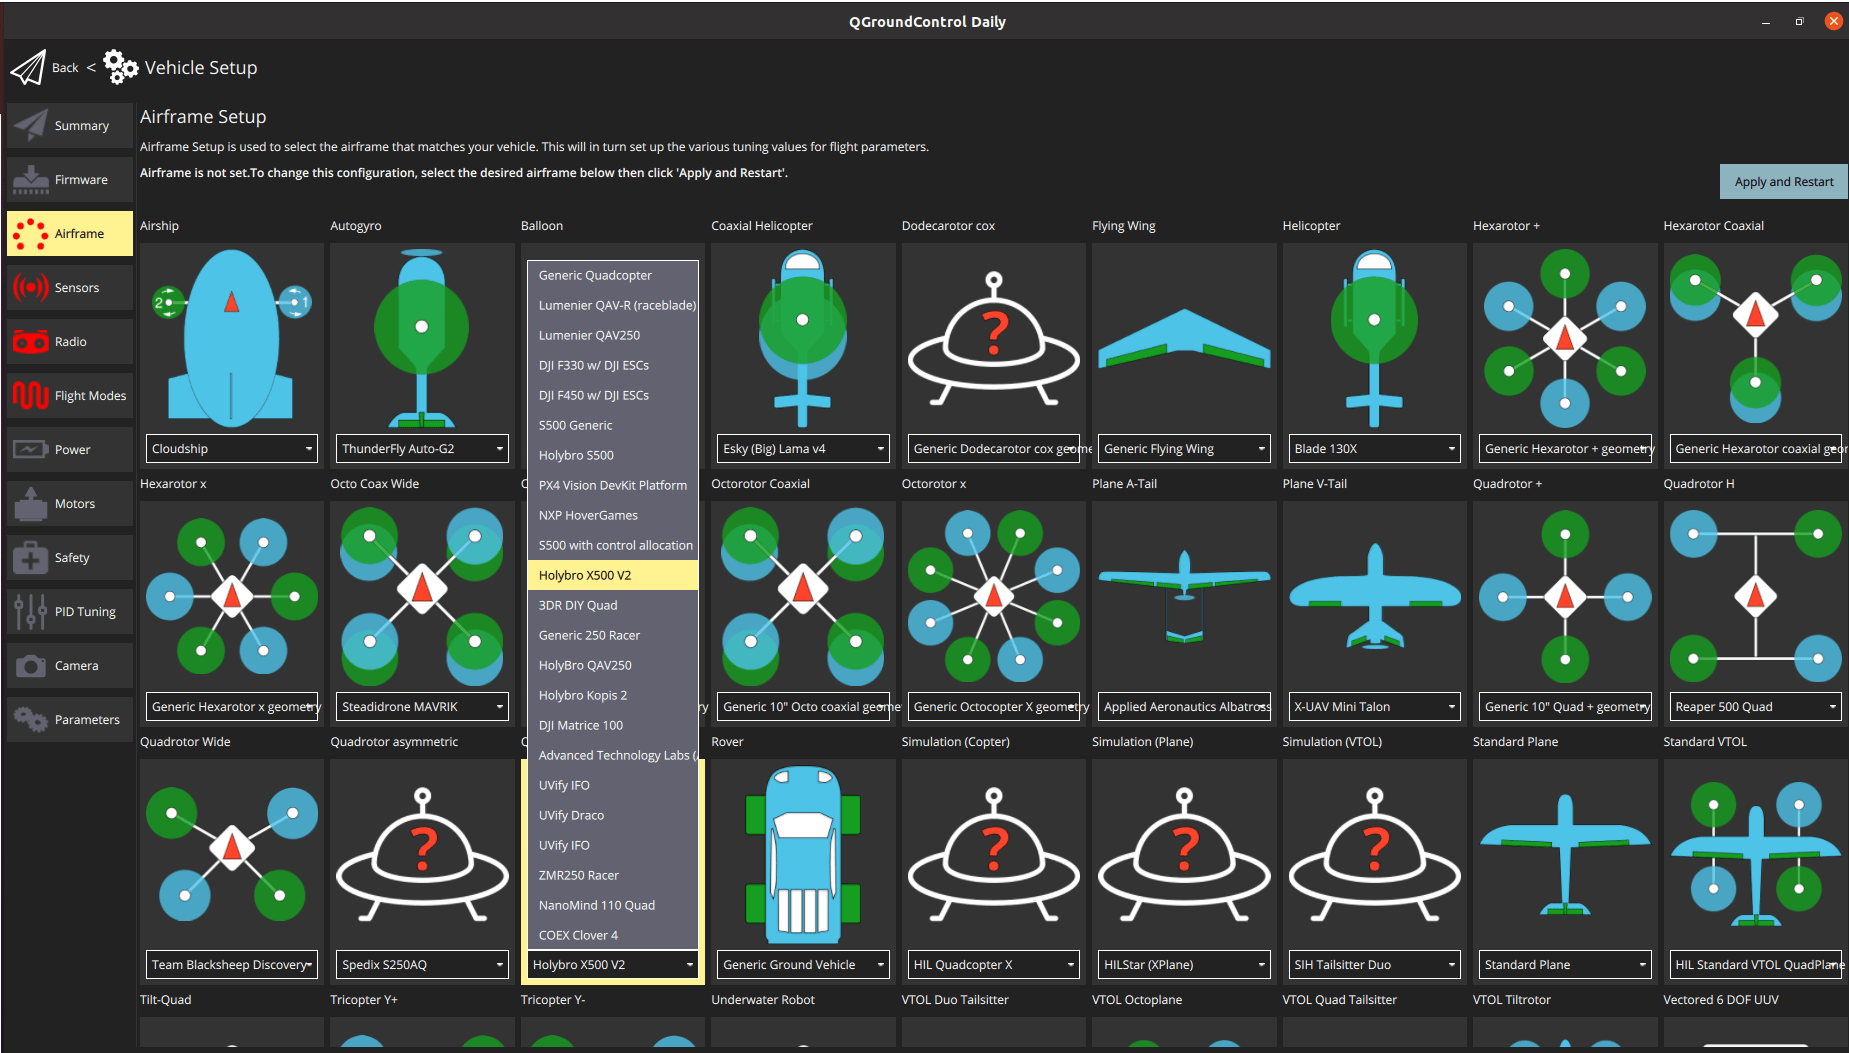 QGroundControl Daily
Back < Vehicle Setup
Summary
Firmware
Airframe
Sensors
Radio
Flight Modes
Power
Motors
Safety
PID Tuning
Camera
Parameters
Airframe Setup
Airframe Setup is used to select the airframe that matches your vehicle. This will in turn set up the various tuning values for flight parameters.
Airframe is not set.To change this configuration, select the desired airframe below then click 'Apply and Restart'.
Apply and Restart
Airship
Autogyro
Balloon
Coaxial Helicopter
Dodecarotor cox
Flying Wing
Helicopter
Hexarotor +
Hexarotor Coaxial
2
1
?
Cloudship
ThunderFly Auto-G2
Esky (Big) Lama v4
Generic Dodecarotor cox geome
Generic Flying Wing
Blade 130X
Generic Hexarotor + geometry
Generic Hexarotor coaxial geor
Generic Quadcopter
Lumenier QAV-R (raceblade)
Lumenier QAV250
DJI F330 w/ DJI ESCs
DJI F450 w/ DJI ESCs
S500 Generic
Holybro S500
PX4 Vision DevKit Platform
NXP HoverGames
S500 with control allocation
Holybro X500 V2
3DR DIY Quad
Generic 250 Racer
HolyBro QAV250
Holybro Kopis 2
DJI Matrice 100
Advanced Technology Labs (
UVify IFO
UVify Draco
UVify IFO
ZMR250 Racer
NanoMind 110 Quad
COEX Clover 4
Holybro X500 V2
Hexarotor x
Octo Coax Wide
Octorotor Coaxial
Octorotor x
Plane A-Tail
Plane V-Tail
Quadrotor +
Quadrotor H
Generic Hexarotor x geometry
Steadidrone MAVRIK
ry
Generic 10" Octo coaxial geome
Generic Octocopter X geometry
Applied Aeronautics Albatross
X-UAV Mini Talon
Generic 10" Quad + geometry
Reaper 500 Quad
Quadrotor Wide
Quadrotor asymmetric
Rover
Simulation (Copter)
Simulation (Plane)
Simulation (VTOL)
Standard Plane
Standard VTOL
?
?
?
?
Team Blacksheep Discovery
Spedix S250AQ
Generic Ground Vehicle
HIL Quadcopter X
HILStar (XPlane)
SIH Tailsitter Duo
Standard Plane
HIL Standard VTOL QuadPlane
Tilt-Quad
Tricopter Y+
Tricopter Y-
Underwater Robot
VTOL Duo Tailsitter
VTOL Octoplane
VTOL Quad Tailsitter
VTOL Tiltrotor
Vectored 6 DOF UUV